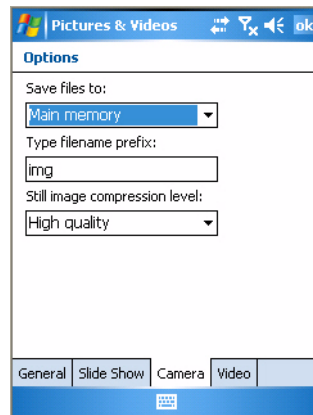 Pictures & Videos ok
Options
Save files to:
Main memory
Type filename prefix:
img
Still image compression level:
High quality
General Slide Show Camera Video